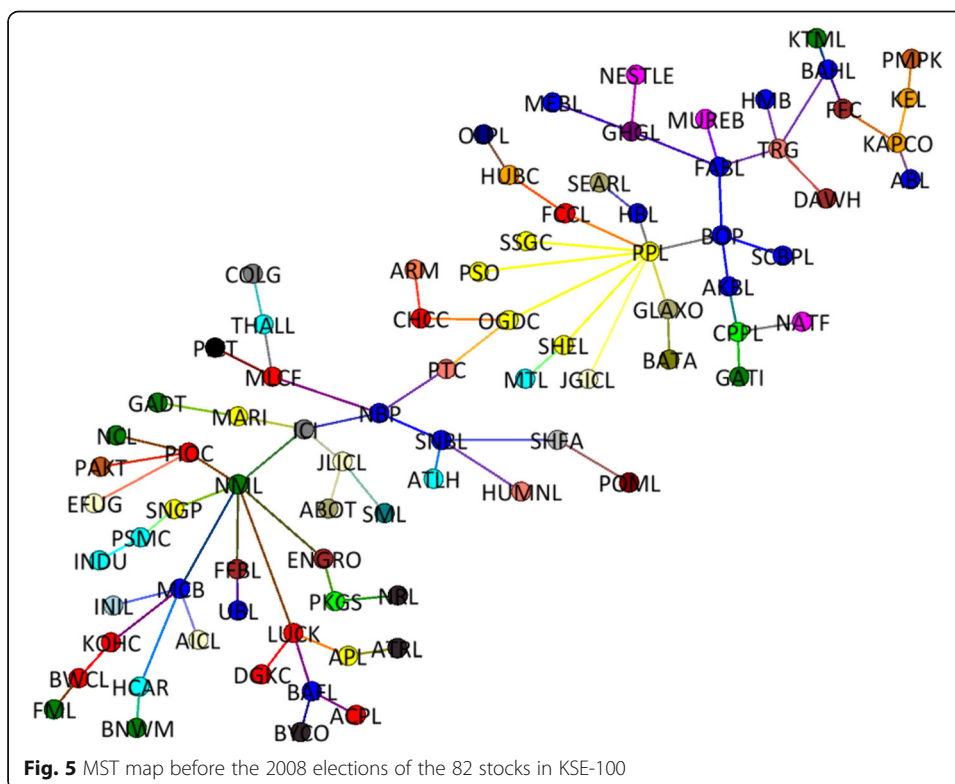 KTML
PMPK
NESTLE
BAHL
MEBL
HMB
KEL
MUREB
GHGL
FFC
TRG
KAPCO
HUBC
FABL
SEARL
ABL
FCCL
HBL
DAWH
SSGC
BOP
PPL
SCBPL
ARM
PSO
COLG
AKBL
GLAXO
THALL
CHCC
OGDC
CPPL
NATF
SHEL
BATA
MTL
JGICL
GATI
PTC
GADT
MARI
NBP
ICI
NCL
SNBL
SHFA
PIOC
PAKT
JLICL
ATLH
NML
HUMNL
EFUG
SNGP
ABOT
SML
PSMC
INDU
ENGRO
FFBL
MCB
PKGS
NRL
INIL
UBL
KOHC
AICL
LUCK
APL
ATRL
BWCL
HCAR
DGKC
BAFL
FML
BNWM
ACPL
BYCO
Fig. 5 MST map before the 2008 elections of the 82 stocks in KSE-100